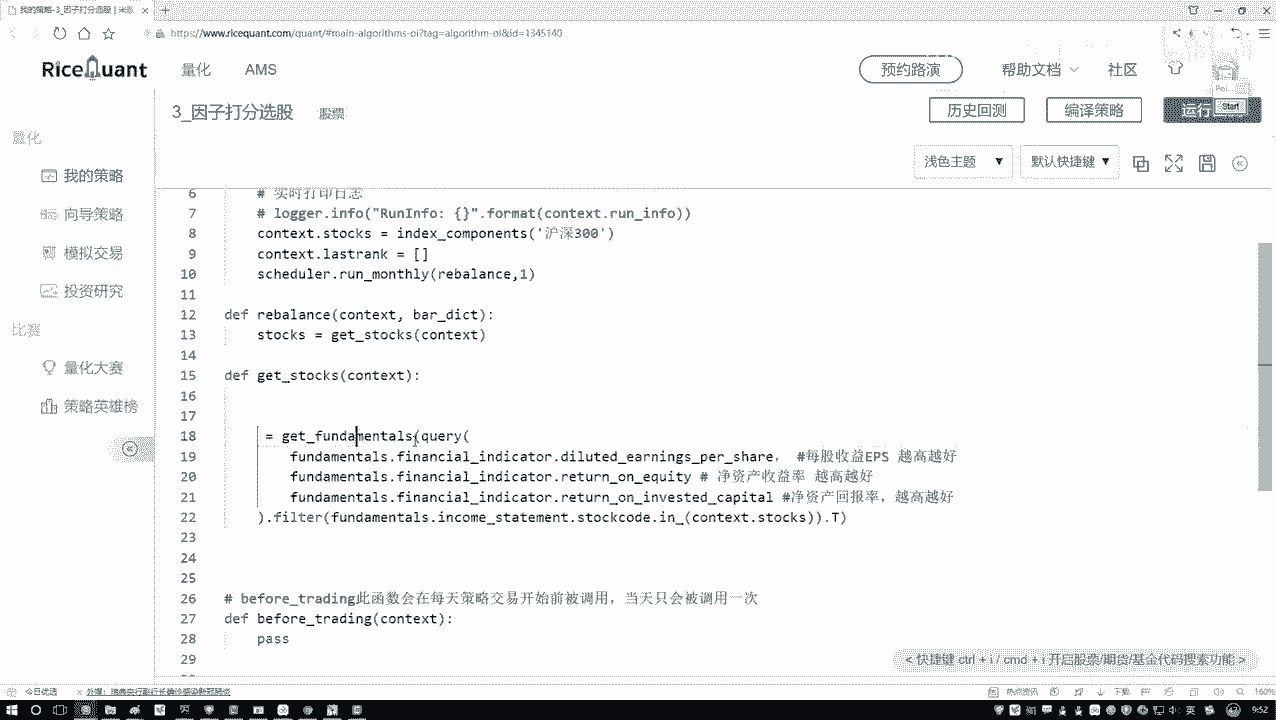 我的策略-3_因子打分选股
https://www.ricequant.com/quant/#main-algorithms-oi?tag=algorithm-oi&id=1345140
RiceQuant
量化
AMS
预约路演
帮助文档
社区
3_因子打分选股
股票
历史回测
编译策略
运行
Start
浅色主题
默认快捷键
量化
我的策略
向导策略
模拟交易
投资研究
比赛
量化大赛
策略英雄榜
6 # 实时打印日志
7 # logger.info("RunInfo: {}".format(context.run_info))
8 context.stocks = index_components('沪深300')
9 context.lastrank = []
10 scheduler.run_monthly(rebalance,1)
11
12 def rebalance(context, bar_dict):
13 stocks = get_stocks(context)
14
15 def get_stocks(context):
16
17
18 = get_fundamentals(query(
19 fundamentals.financial_indicator.diluted_earnings_per_share， #每股收益EPS 越高越好
20 fundamentals.financial_indicator.return_on_equity # 净资产收益率 越高越好
21 fundamentals.financial_indicator.return_on_invested_capital #净资产回报率，越高越好
22 ).filter(fundamentals.income_statement.stockcode.in_(context.stocks)).T)
23
24
25
26 # before_trading此函数会在每天策略交易开始前被调用，当天只会被调用一次
27 def before_trading(context):
28 pass
29
< 快捷键 ctrl + i / cmd + i 开启股票/期货/基金代码搜索功能 >
今日优选
热点资讯
下载
160%
英
9:52